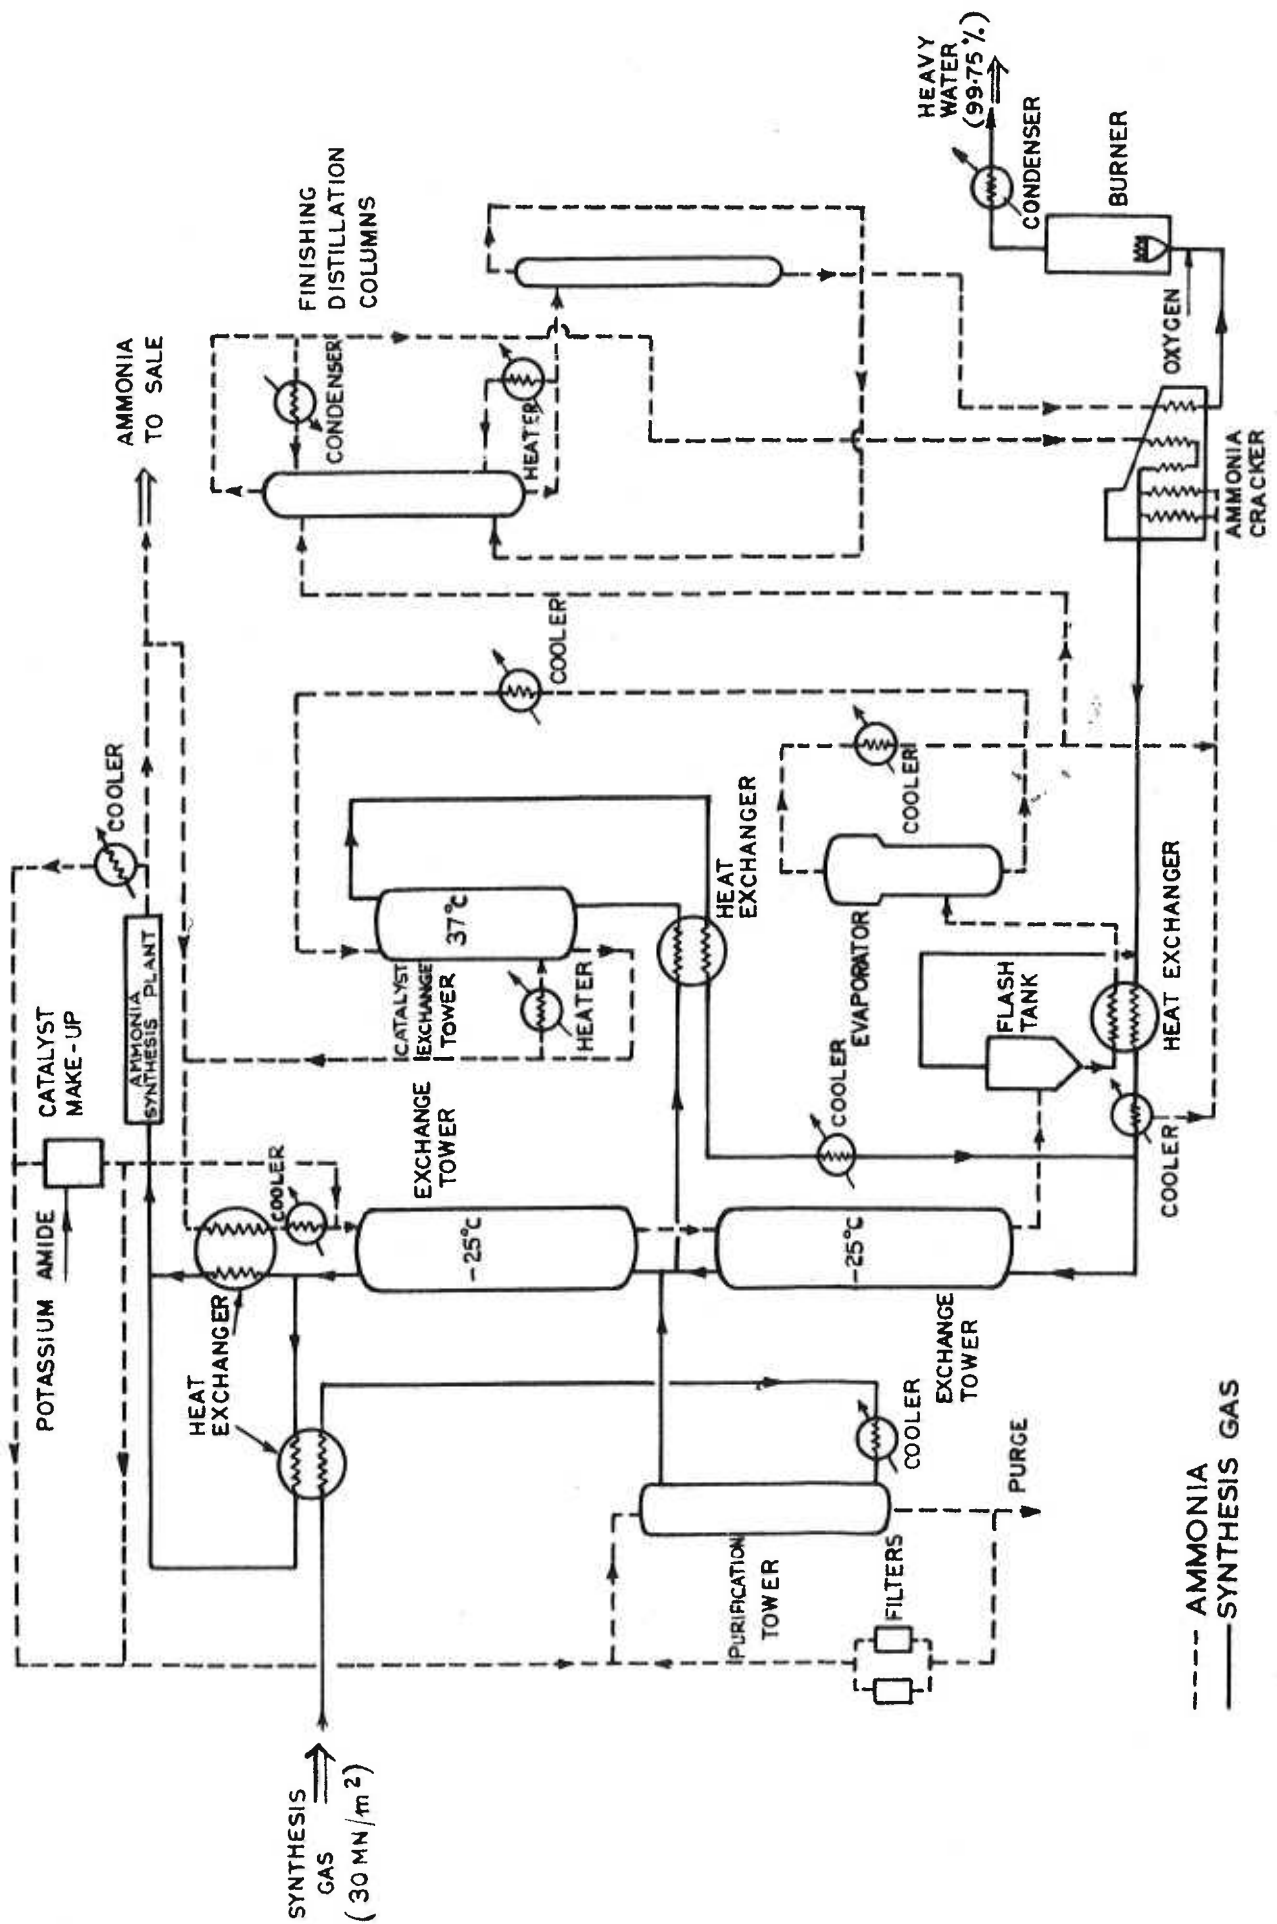 SYNTHESIS
GAS
(30 MN/m²)
POTASSIUM AMIDE
CATALYST
MAKE-UP
AMMONIA
SYNTHESIS PLANT
COOLER
AMMONIA
TO SALE
HEAT
EXCHANGER
COOLER
EXCHANGE
TOWER
-25°C
CATALYST
EXCHANGE
TOWER
37°C
HEATER
COOLER
FINISHING
DISTILLATION
COLUMNS
CONDENSER
HEATER
HEAVY
WATER
(99·75%)
CONDENSER
BURNER
OXYGEN
AMMONIA
CRACKER
PURIFICATION
TOWER
FILTERS
PURGE
COOLER
EXCHANGE
TOWER
-25°C
COOLER
HEAT
EXCHANGER
EVAPORATOR
COOLER
FLASH
TANK
HEAT EXCHANGER
COOLER
AMMONIA
SYNTHESIS GAS